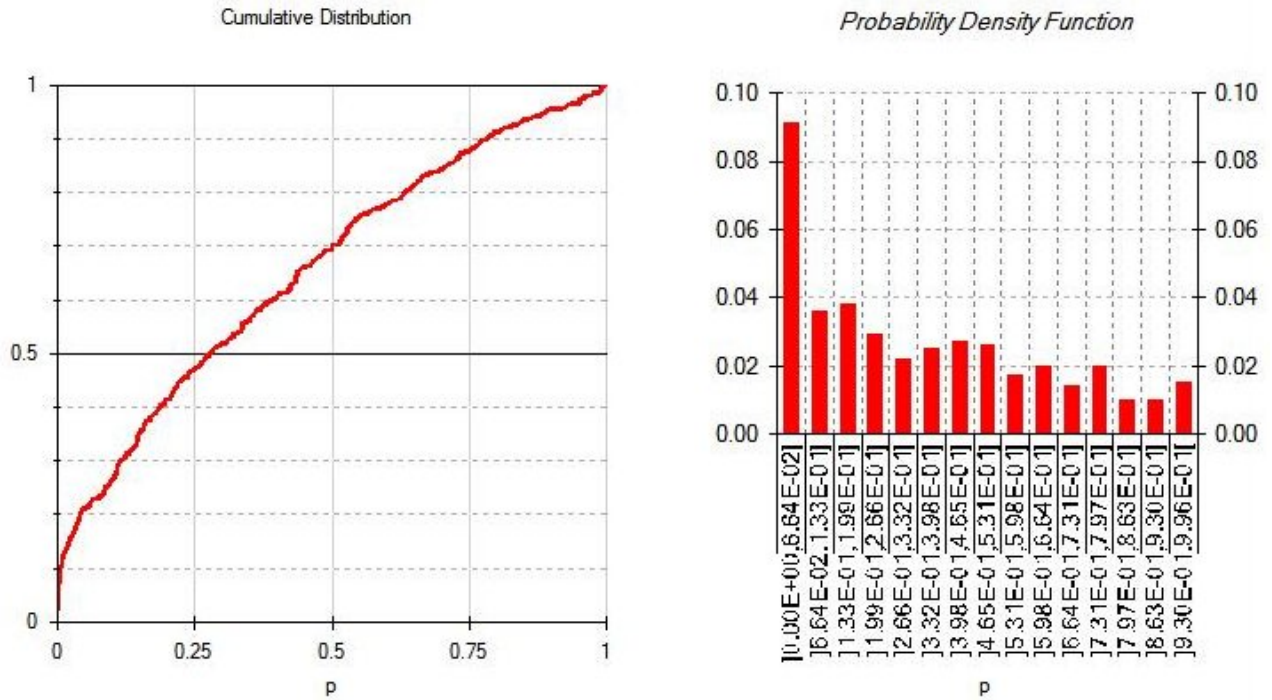 Cumulative Distribution
1
0.5
0
0
0.25
0.5
0.75
1
p
Probability Density Function
0.10
0.08
0.06
0.04
0.02
0.00
0.10
0.08
0.06
0.04
0.02
0.00
]0.00E+00,6.64E-02]
]6.64E-02,1.33E-01]
]1.33E-01,1.99E-01]
]1.99E-01,2.66E-01]
]2.66E-01,3.32E-01]
]3.32E-01,3.98E-01]
]3.98E-01,4.65E-01]
]4.65E-01,5.31E-01]
]5.31E-01,5.98E-01]
]5.98E-01,6.64E-01]
]6.64E-01,7.31E-01]
]7.31E-01,7.97E-01]
]7.97E-01,8.63E-01]
]8.63E-01,9.30E-01]
]9.30E-01,9.96E-01[
p